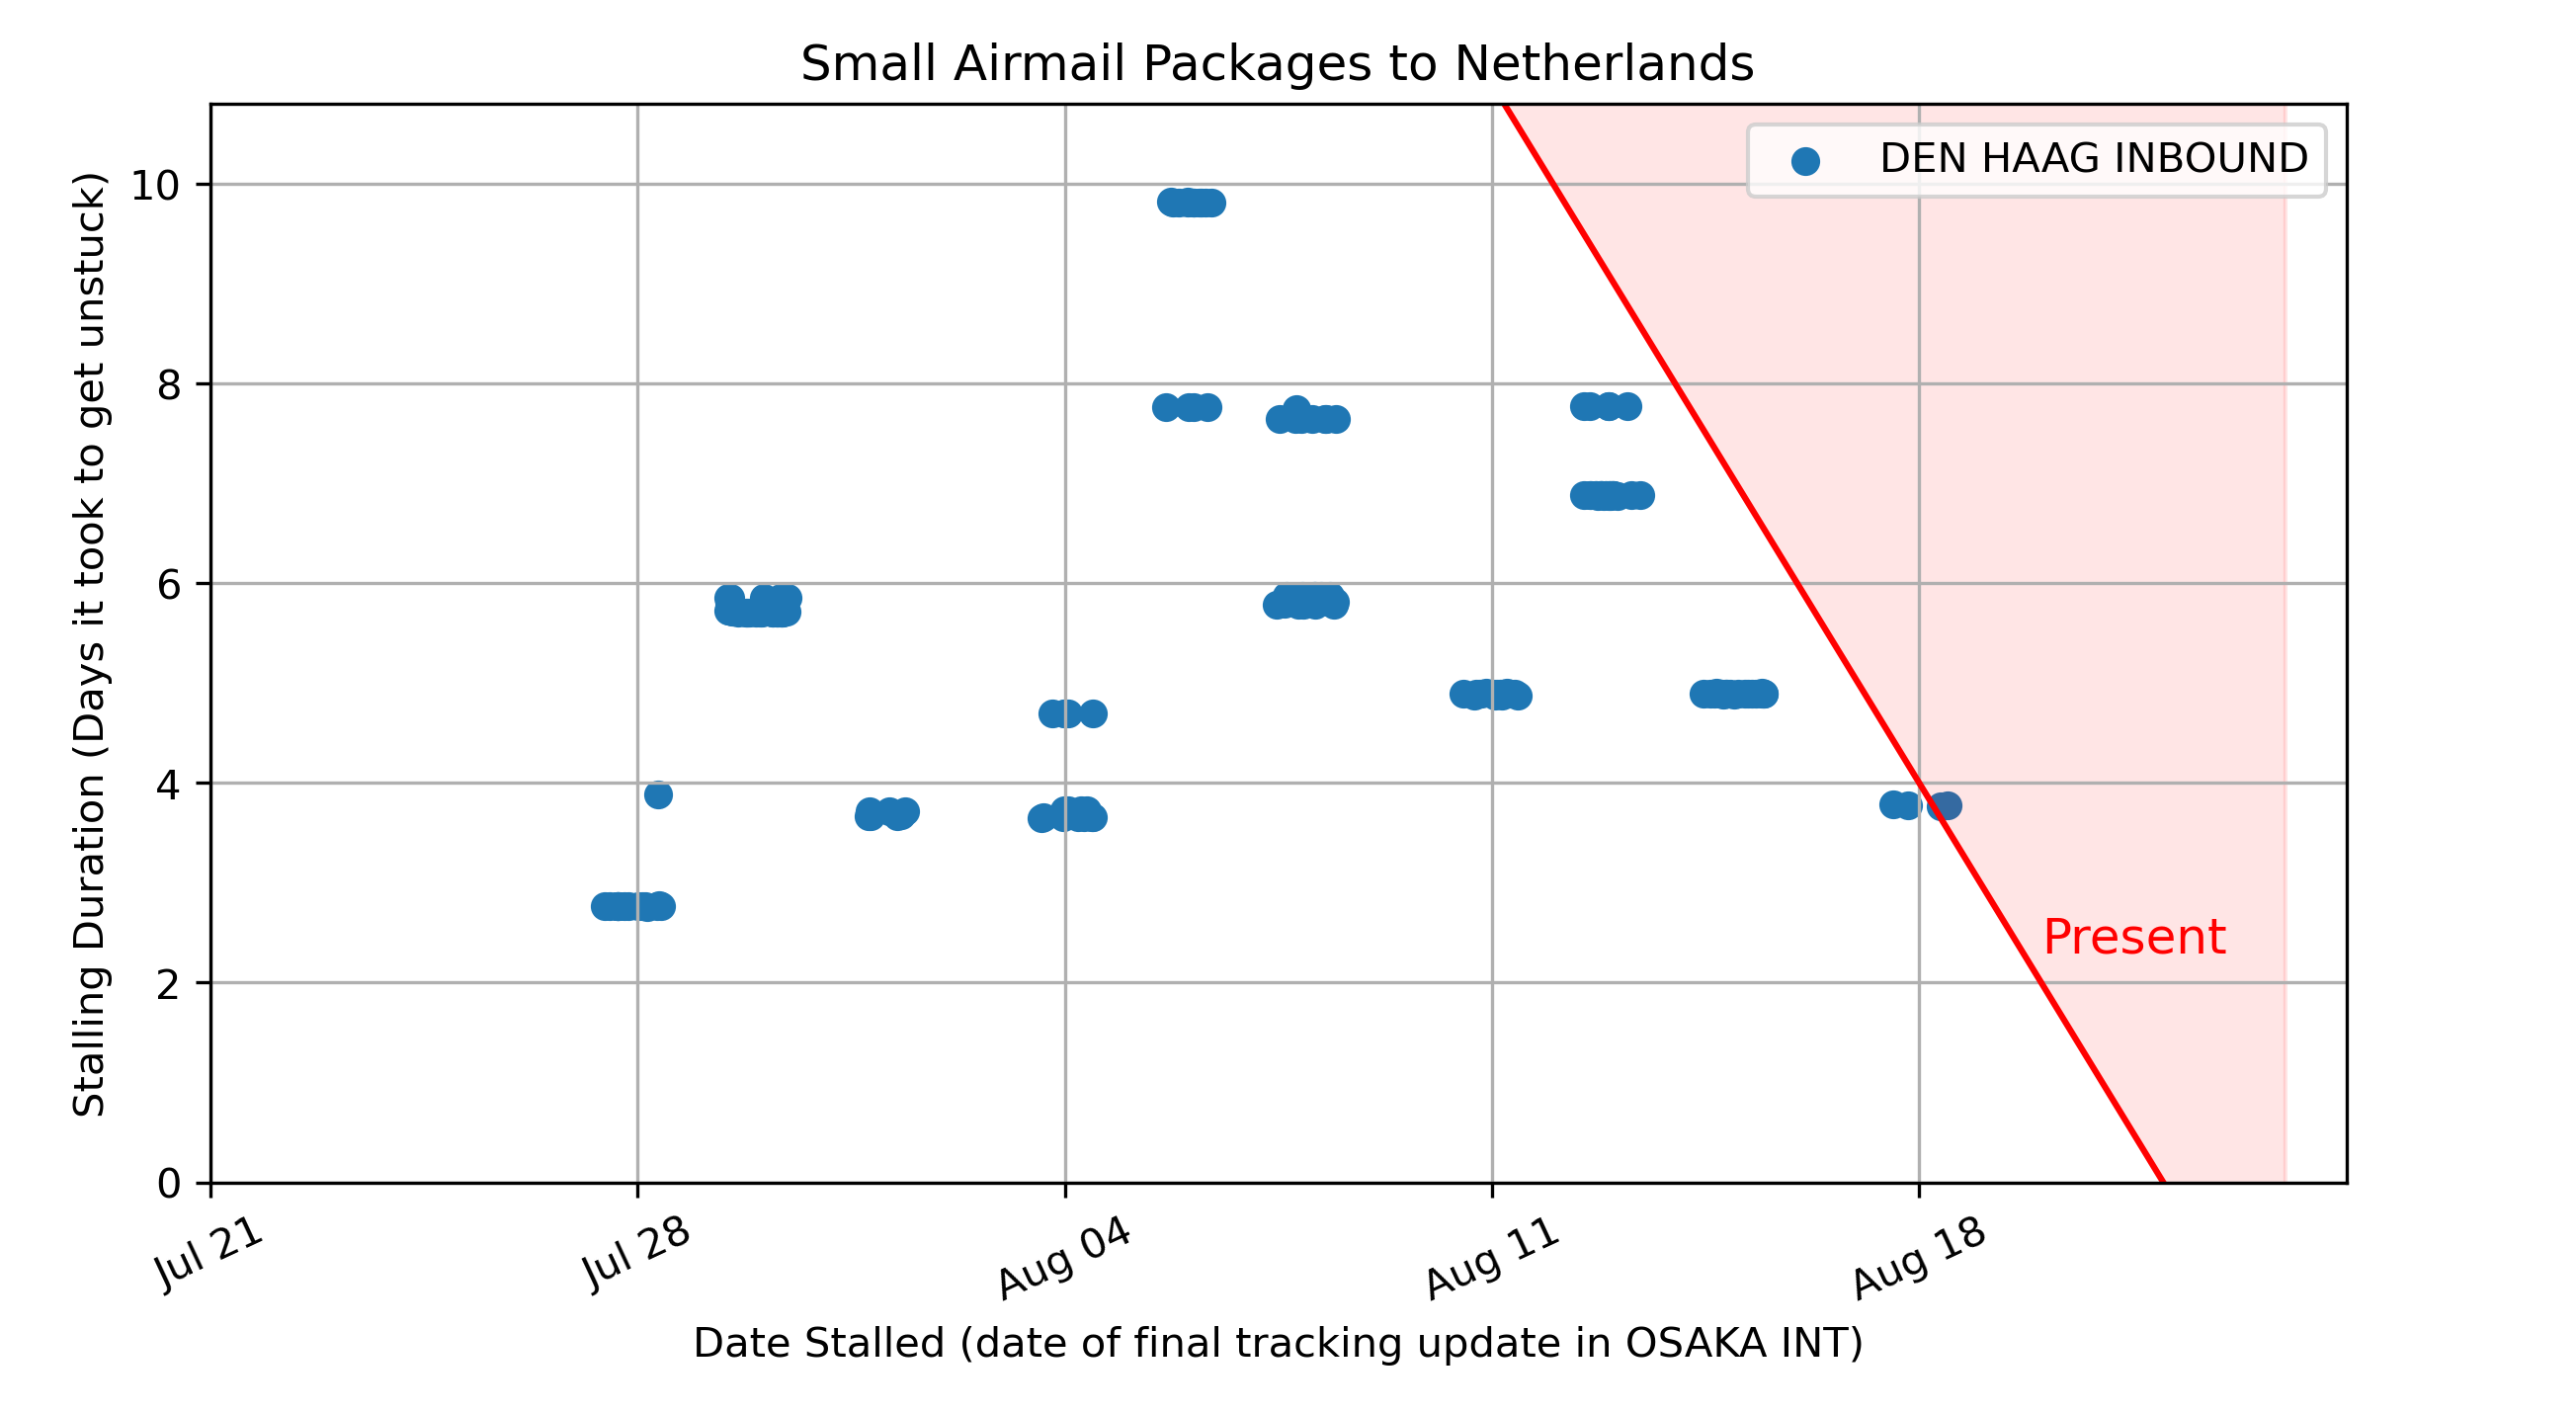 Small Airmail Packages to Netherlands
DEN HAAG INBOUND
Stalling Duration (Days it took to get unstuck)
10
8
6
4
2
0
Present
Jul 21
Jul 28
Aug 04
Aug 11
Aug 18
Date Stalled (date of final tracking update in OSAKA INT)